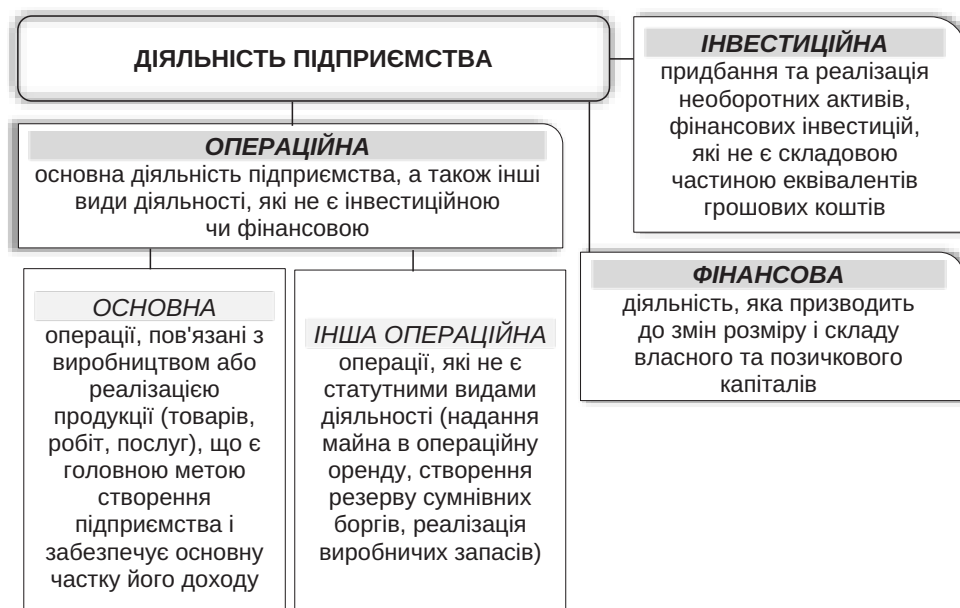 ДІЯЛЬНІСТЬ ПІДПРИЄМСТВА
ІНВЕСТИЦІЙНА
придбання та реалізація
необоротних активів,
фінансових інвестицій,
які не є складовою
частиною еквівалентів
грошових коштів
ОПЕРАЦІЙНА
основна діяльність підприємства, а також інші
види діяльності, які не є інвестиційною
чи фінансовою
ФІНАНСОВА
діяльність, яка призводить
до змін розміру і складу
власного та позичкового
капіталів
ОСНОВНА
операції, пов'язані з
виробництвом або
реалізацією
продукції (товарів,
робіт, послуг), що є
головною метою
створення
підприємства і
забезпечує основну
частку його доходу
ІНША ОПЕРАЦІЙНА
операції, які не є
статутними видами
діяльності (надання
майна в операційну
оренду, створення
резерву сумнівних
боргів, реалізація
виробничих запасів)